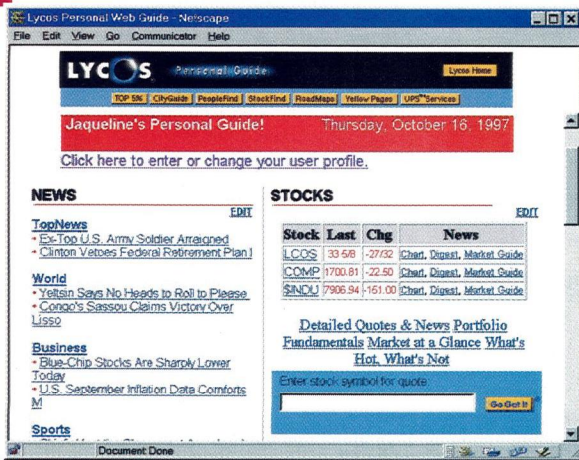 Lycos Personal Web Guide - Netscape
File Edit View Go Communicator Help
LYCOS Personal Guide Lycos Home
TOP 5% CityGuide PeopleFind StockFind RoadMaps Yellow Pages UPS Services
Jaqueline's Personal Guide! Thursday, October 16, 1997
Click here to enter or change your user profile.
NEWS
EDIT
TopNews
Ex-Top U.S. Army Soldier Arraigned
Clinton Vetoes Federal Retirement Plan
World
Yeltsin Says No Heads to Roll to Please
Congo's Sassou Claims Victory Over
Lisso
Business
Blue-Chip Stocks Are Sharply Lower
Today
U.S. September Inflation Data Comforts
M
Sports
STOCKS
EDIT
Stock Last Chg News
LCOS 33 5/8 -27/32 Chart, Digest, Market Guide
COMP 1700.81 -22.50 Chart, Digest, Market Guide
$INDU 7906.94 -161.00 Chart, Digest, Market Guide
Detailed Quotes & News Portfolio
Fundamentals Market at a Glance What's
Hot, What's Not
Enter stock symbol for quote
Go Get It
Document Done